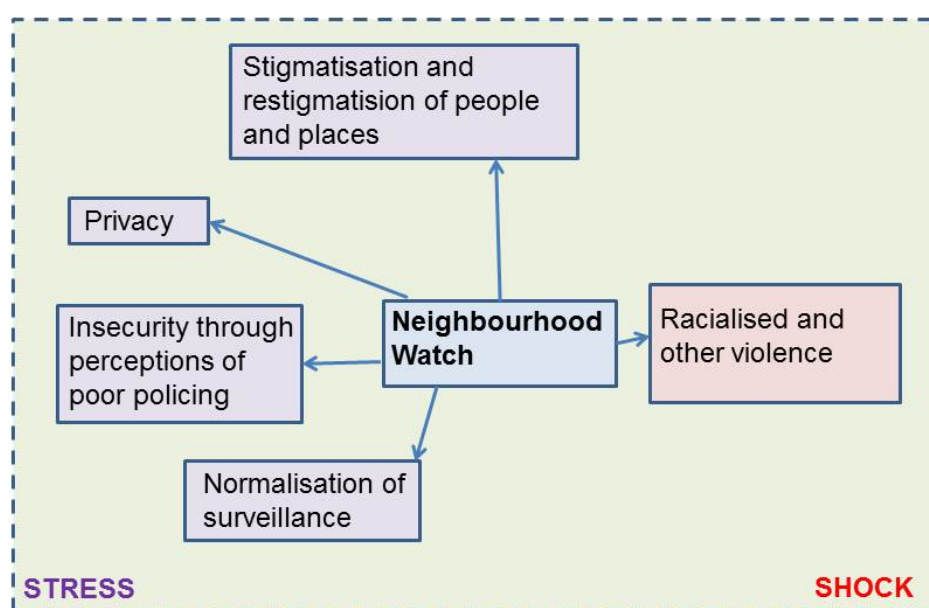 Stigmatisation and
restigmatision of people
and places
Privacy
Neighbourhood
Watch
Racialised and
other violence
Insecurity through
perceptions of
poor policing
Normalisation of
surveillance
STRESS
SHOCK